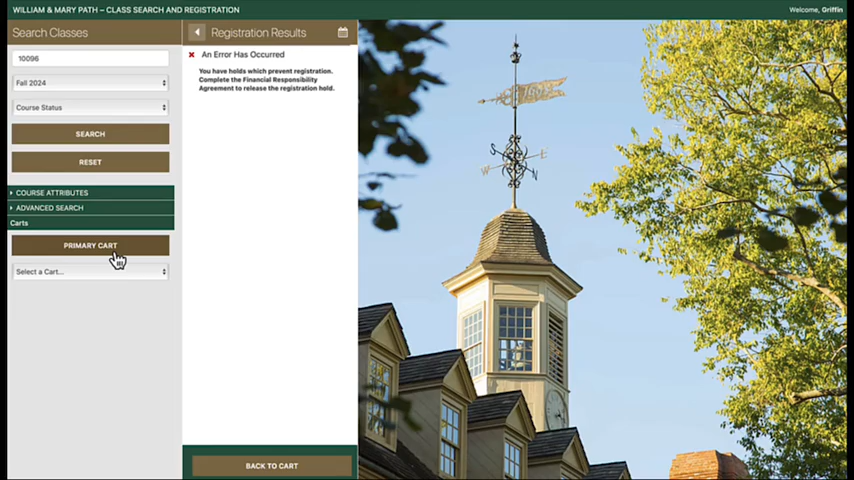 WILLIAM & MARY PATH – CLASS SEARCH AND REGISTRATION
Welcome, Griffin
Search Classes
10096
Fall 2024
Course Status
SEARCH
RESET
COURSE ATTRIBUTES
ADVANCED SEARCH
Carts
PRIMARY CART
Select a Cart...
Registration Results
An Error Has Occurred
You have holds which prevent registration.
Complete the Financial Responsibility
Agreement to release the registration hold.
BACK TO CART